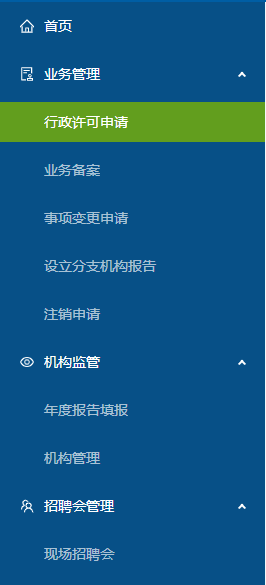 首页
业务管理
行政许可申请
业务备案
事项变更申请
设立分支机构报告
注销申请
机构监管
年度报告填报
机构管理
招聘会管理
现场招聘会